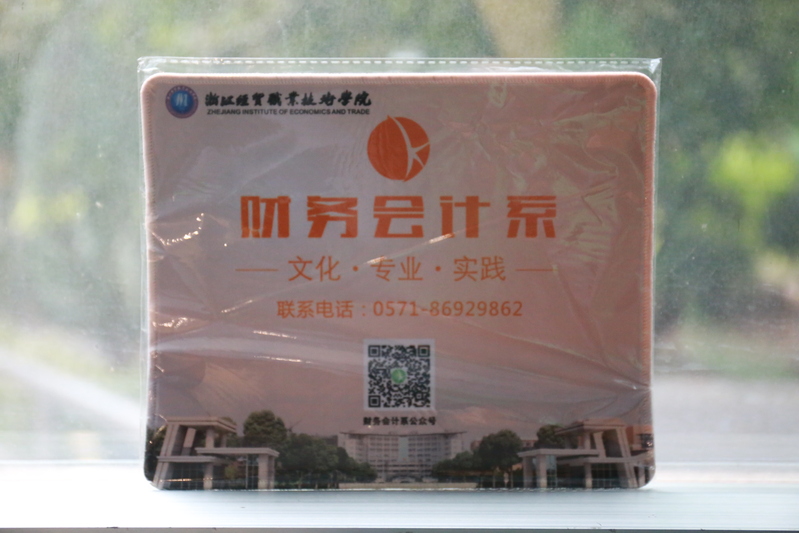 浙江经贸职业技术学院
ZHEJIANG INSTITUTE OF ECONOMICS AND TRADE
财务会计系
文化·专业·实践
联系电话：0571-86929862
财务会计系公众号